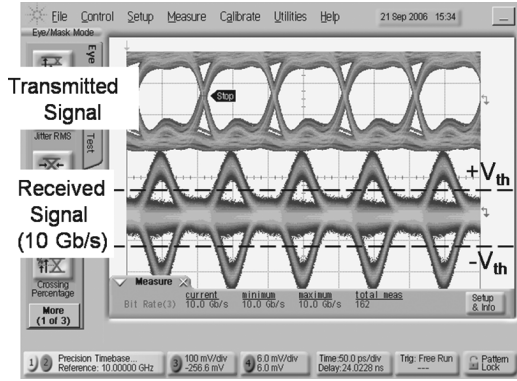 File Control Setup Measure Calibrate Utilities Help 21 Sep 2006 15:34
Eye/Mask Mode
Eye
Transmitted
Signal
Stop
Jitter RMS
Test
Received
Signal
(10 Gb/s)
+Vth
-Vth
Crossing
Percentage
More
(1 of 3)
Measure
current minimum maximum total meas
Bit Rate(3) 10.0 Gb/s 10.0 Gb/s 10.0 Gb/s 162
Setup
& Info
1) 2) Precision Timebase...
Reference: 10.00000 GHz
3) 100 mV/div
-256.6 mV
4) 6.0 mV/div
6.0 mV
Time:50.0 ps/div
Delay:24.0228 ns
Trig: Free Run
----
Pattern
Lock